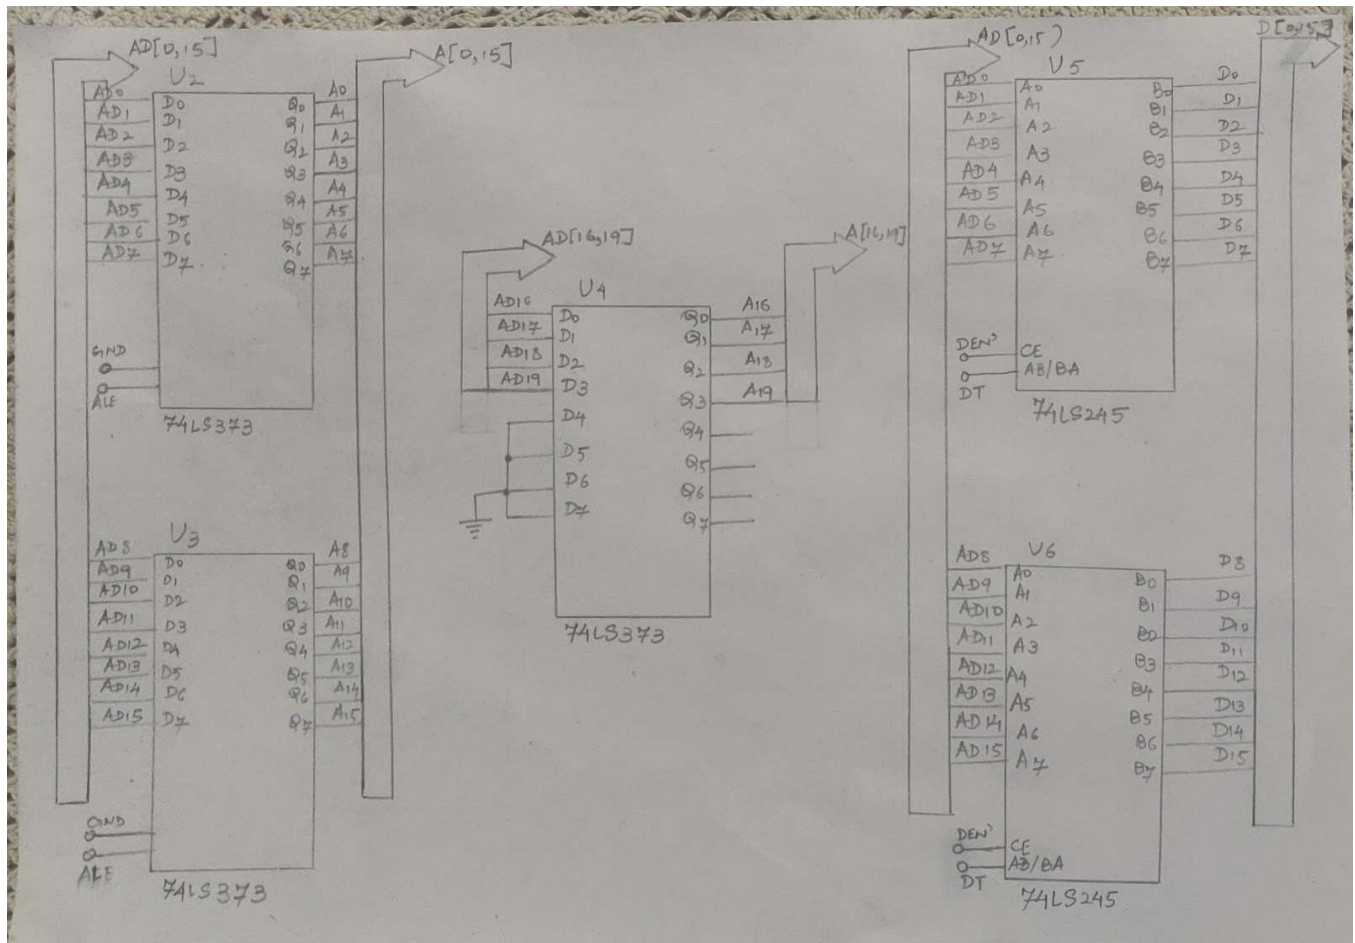 AD[0,15]
U2
AD0
AD1
AD2
AD3
AD4
AD5
AD6
AD7
D0
D1
D2
D3
D4
D5
D6
D7
Q0
Q1
Q2
Q3
Q4
Q5
Q6
Q7
A0
A1
A2
A3
A4
A5
A6
A7
A[0,15]
GND
ALE
74LS373
U3
AD8
AD9
AD10
AD11
AD12
AD13
AD14
AD15
D0
D1
D2
D3
D4
D5
D6
D7
Q0
Q1
Q2
Q3
Q4
Q5
Q6
Q7
A8
A9
A10
A11
A12
A13
A14
A15
GND
ALE
74LS373
AD[16,19]
U4
AD16
AD17
AD18
AD19
D0
D1
D2
D3
D4
D5
D6
D7
Q0
Q1
Q2
Q3
Q4
Q5
Q6
Q7
A16
A17
A18
A19
A[16,19]
74LS373
AD[0,15)
U5
AD0
AD1
AD2
AD3
AD4
AD5
AD6
AD7
A0
A1
A2
A3
A4
A5
A6
A7
B0
B1
B2
B3
B4
B5
B6
B7
D0
D1
D2
D3
D4
D5
D6
D7
D[0,15]
DEN'
CE
DT
AB/BA
74LS245
U6
AD8
AD9
AD10
AD11
AD12
AD13
AD14
AD15
A0
A1
A2
A3
A4
A5
A6
A7
B0
B1
B2
B3
B4
B5
B6
B7
D8
D9
D10
D11
D12
D13
D14
D15
DEN'
CE
DT
AB/BA
74LS245